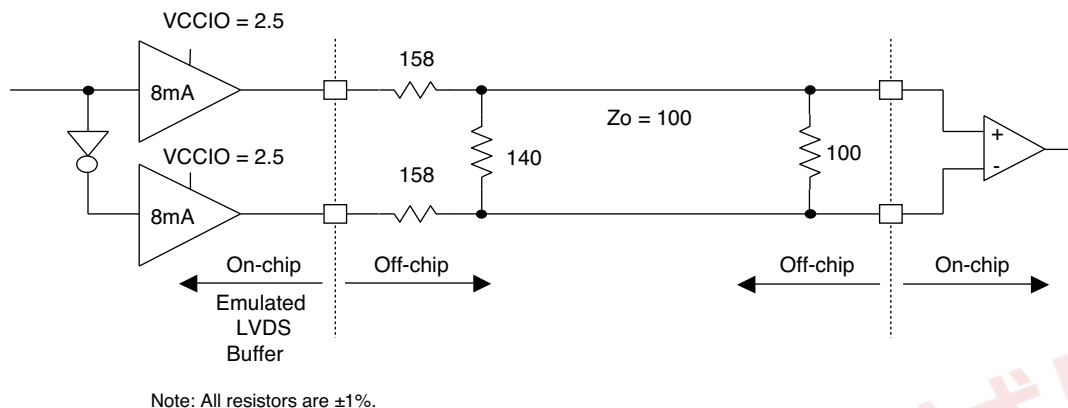 VCCIO = 2.5
8mA
VCCIO = 2.5
8mA
158
158
140
Zo = 100
100
+
-
On-chip
Off-chip
Off-chip
On-chip
Emulated
LVDS
Buffer
Note: All resistors are ±1%.